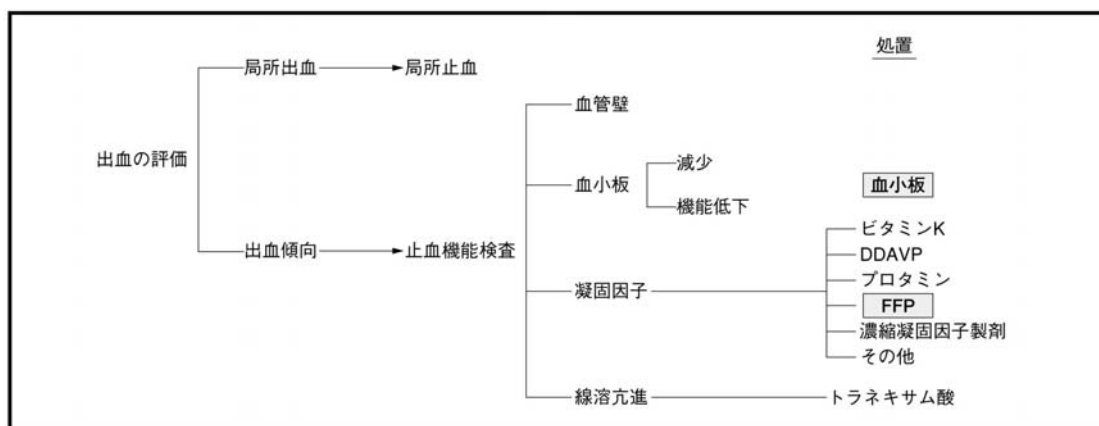 処置
局所出血
局所止血
血管壁
出血の評価
減少
血小板
血小板
機能低下
ビタミンK
出血傾向
止血機能検査
DDAVP
プロタミン
凝固因子
FFP
濃縮凝固因子製剤
その他
線溶亢進
トラネキサム酸